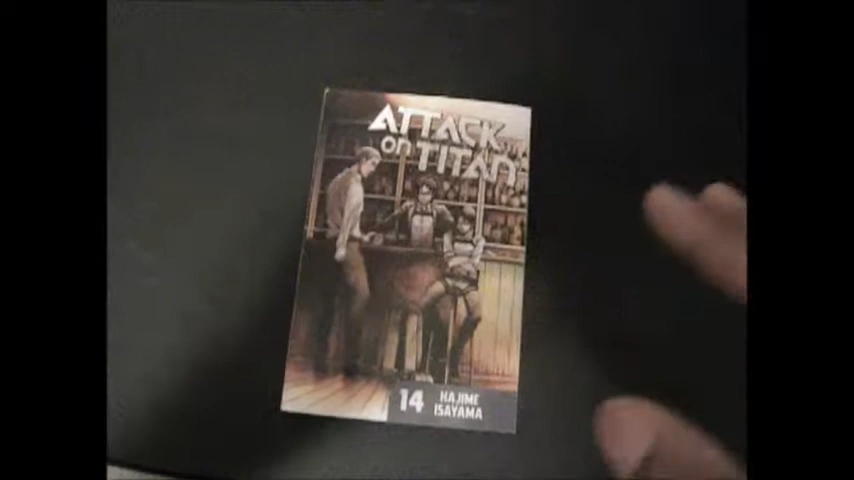 ATTACK
on TITAN
14
HAJIME
ISAYAMA